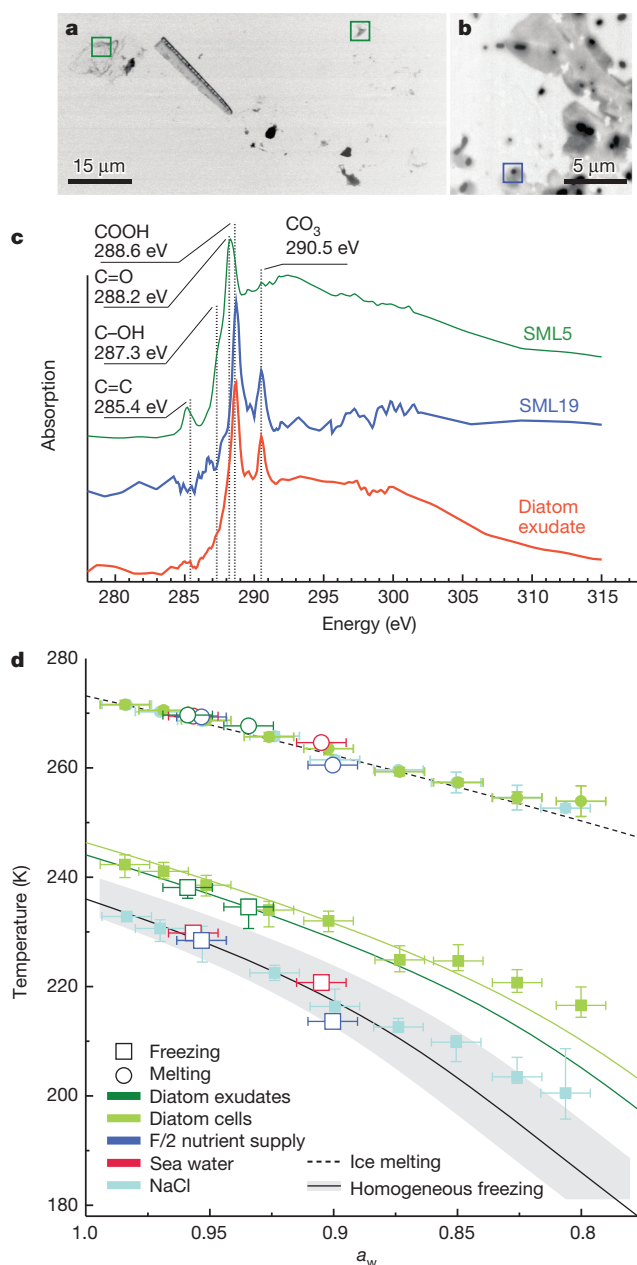 a
b
15 µm
5 µm
c
COOH
288.6 eV
CO3
290.5 eV
C=O
288.2 eV
C–OH
287.3 eV
C=C
285.4 eV
SML5
SML19
Diatom
exudate
Absorption
280 285 290 295 300 305 310 315
Energy (eV)
d
280
260
240
220
200
180
Temperature (K)
Freezing
Melting
Diatom exudates
Diatom cells
F/2 nutrient supply
Sea water
NaCl
Ice melting
Homogeneous freezing
1.0 0.95 0.9 0.85 0.8
aw